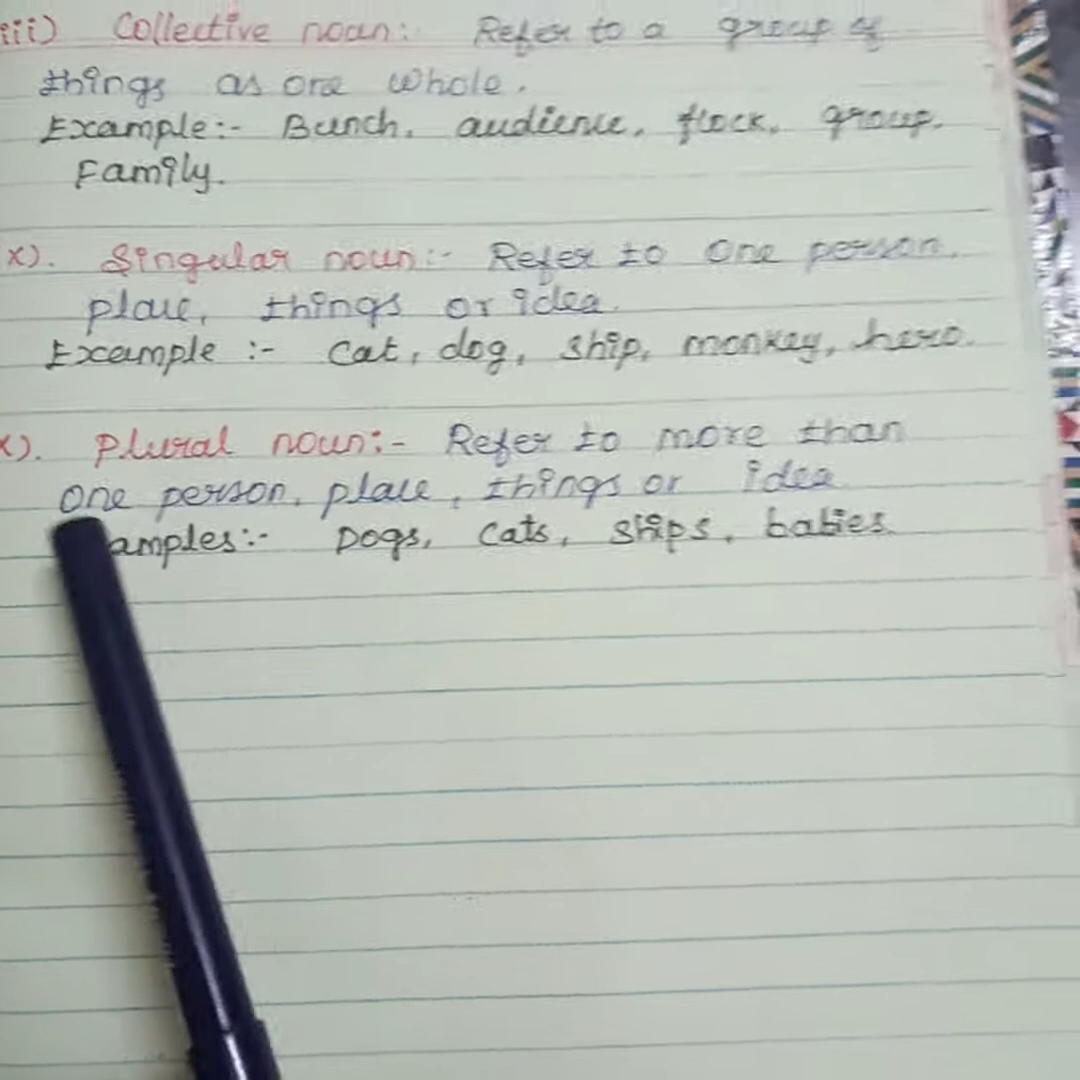 iii) Collective noun:- Refer to a group of
things as one whole.
Example:- Bunch, audience, flock, group,
Family.
x). Singular noun:- Refer to One person,
place, things or idea.
Example :- Cat, dog, ship, monkey, hero.
x). Plural noun:- Refer to more than
one person, place, things or idea
amples:- Dogs, Cats, Ships, babies.